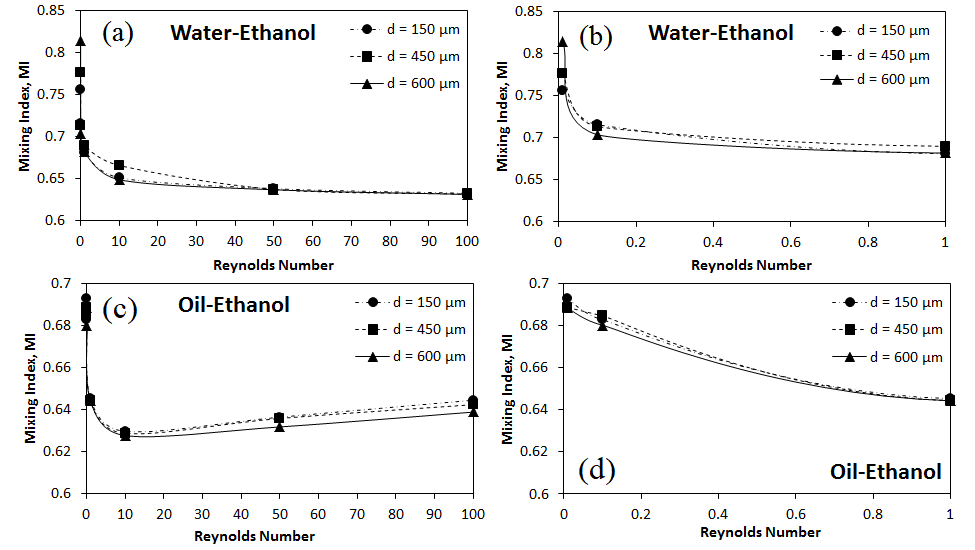 (a)
Water-Ethanol
d = 150 µm
d = 450 µm
d = 600 µm
Mixing Index, MI
0.85
0.8
0.75
0.7
0.65
0.6
0 10 20 30 40 50 60 70 80 90 100
Reynolds Number
(b)
Water-Ethanol
d = 150 µm
d = 450 µm
d = 600 µm
Mixing Index, MI
0.85
0.8
0.75
0.7
0.65
0.6
0 0.2 0.4 0.6 0.8 1
Reynolds Number
(c)
Oil-Ethanol
d = 150 µm
d = 450 µm
d = 600 µm
Mixing Index, MI
0.7
0.68
0.66
0.64
0.62
0.6
0 10 20 30 40 50 60 70 80 90 100
Reynolds Number
d = 150 µm
d = 450 µm
d = 600 µm
Mixing Index, MI
0.7
0.68
0.66
0.64
0.62
0.6
(d)
Oil-Ethanol
0 0.2 0.4 0.6 0.8 1
Reynolds Number